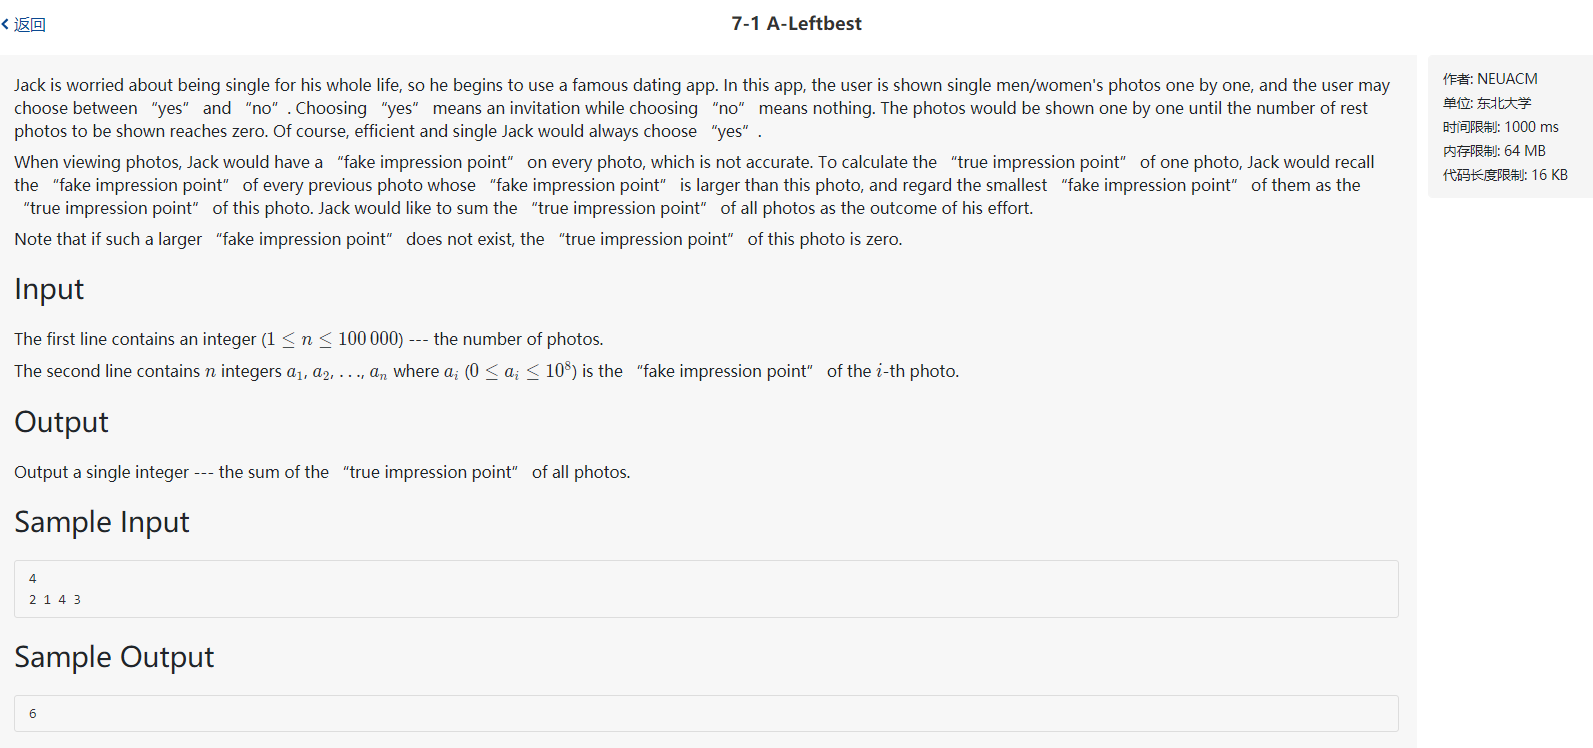 返回
7-1 A-Leftbest
Jack is worried about being single for his whole life, so he begins to use a famous dating app. In this app, the user is shown single men/women's photos one by one, and the user may
choose between “yes” and “no”. Choosing “yes” means an invitation while choosing “no” means nothing. The photos would be shown one by one until the number of rest
photos to be shown reaches zero. Of course, efficient and single Jack would always choose “yes”.
When viewing photos, Jack would have a “fake impression point” on every photo, which is not accurate. To calculate the “true impression point” of one photo, Jack would recall
the “fake impression point” of every previous photo whose “fake impression point” is larger than this photo, and regard the smallest “fake impression point” of them as the
“true impression point” of this photo. Jack would like to sum the “true impression point” of all photos as the outcome of his effort.
Note that if such a larger “fake impression point” does not exist, the “true impression point” of this photo is zero.
Input
The first line contains an integer (1 ≤ n ≤ 100 000) --- the number of photos.
The second line contains n integers a₁, a₂, . . ., aₙ where aᵢ (0 ≤ aᵢ ≤ 10⁸) is the “fake impression point” of the i-th photo.
Output
Output a single integer --- the sum of the “true impression point” of all photos.
Sample Input
4
2 1 4 3
Sample Output
6
作者: NEUACM
单位: 东北大学
时间限制: 1000 ms
内存限制: 64 MB
代码长度限制: 16 KB